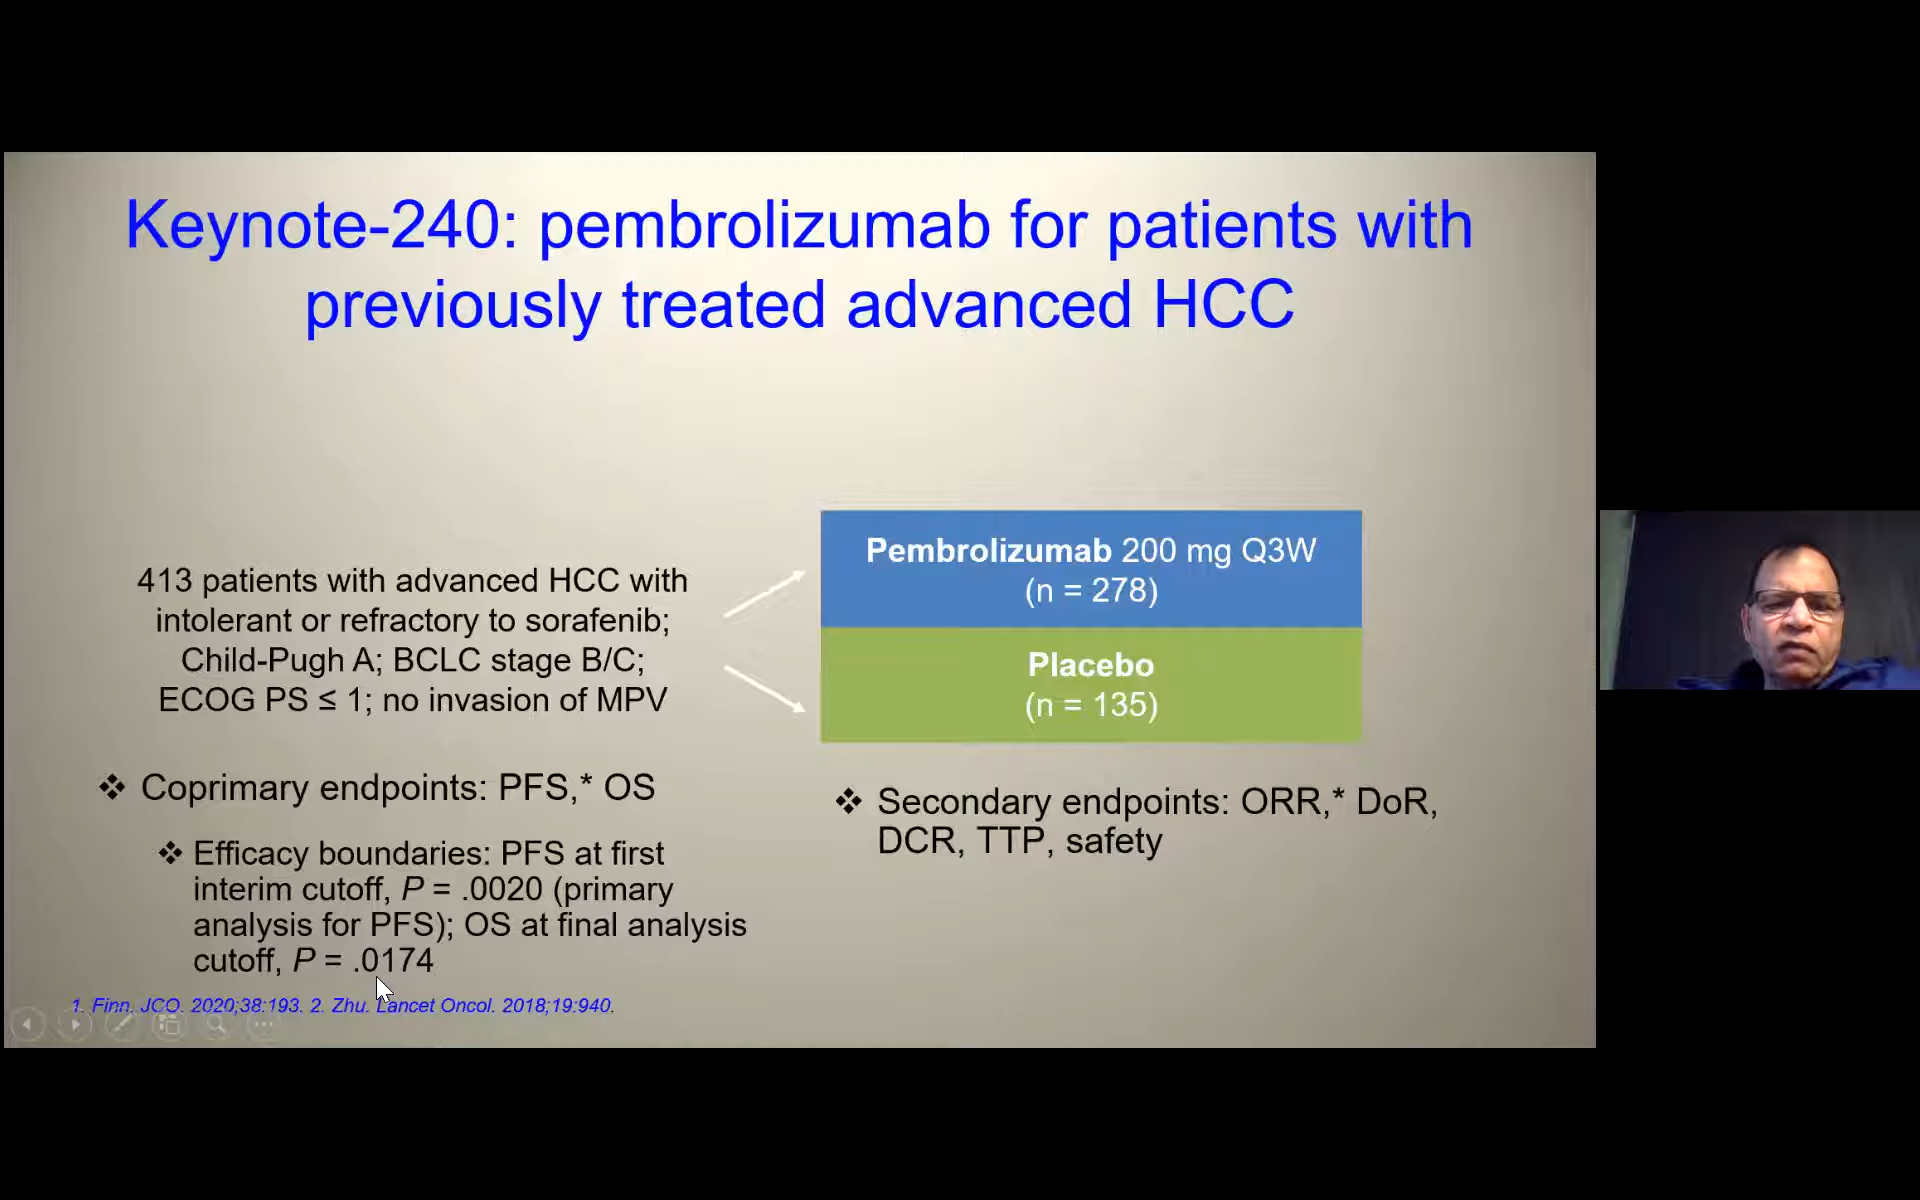 Keynote-240: pembrolizumab for patients with
previously treated advanced HCC
413 patients with advanced HCC with
intolerant or refractory to sorafenib;
Child-Pugh A; BCLC stage B/C;
ECOG PS ≤ 1; no invasion of MPV
Pembrolizumab 200 mg Q3W
(n = 278)
Placebo
(n = 135)
❖ Coprimary endpoints: PFS,* OS
❖ Efficacy boundaries: PFS at first
interim cutoff, P = .0020 (primary
analysis for PFS); OS at final analysis
cutoff, P = .0174
❖ Secondary endpoints: ORR,* DoR,
DCR, TTP, safety
1. Finn. JCO. 2020;38:193. 2. Zhu. Lancet Oncol. 2018;19:940.